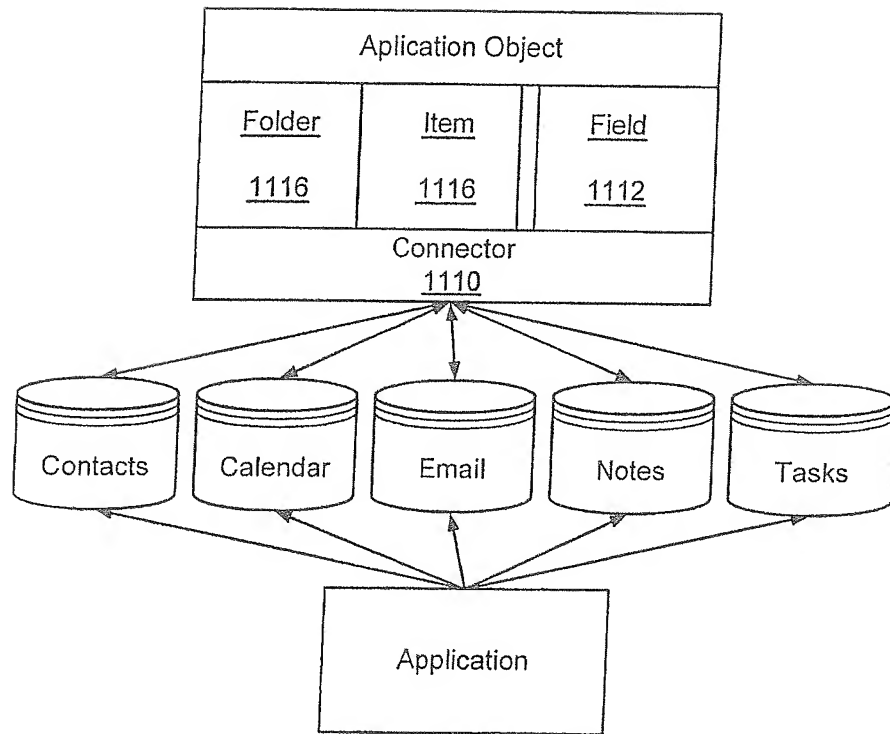 Aplication Object
Folder Item Field
1116 1116 1112
Connector
1110
Contacts Calendar Email Notes Tasks
Application